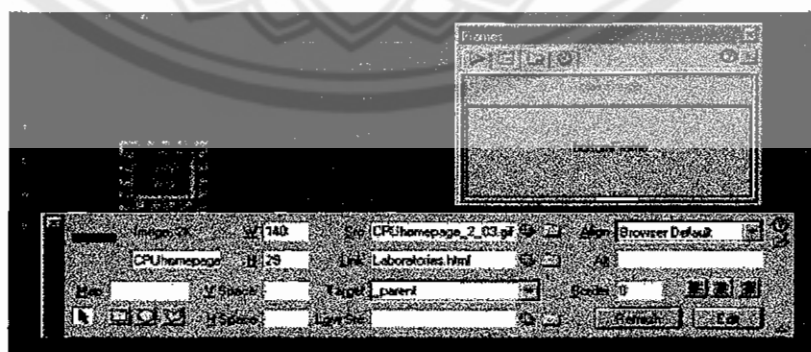 Frames
Image, 2K W 140 Src CPUhomepage_2_03.gif Align Browser Default
CPUhomepage H 29 Link Laboratories.html Alt
Map V Space Target _parent Border 0
H Space Low Src Refresh Edit